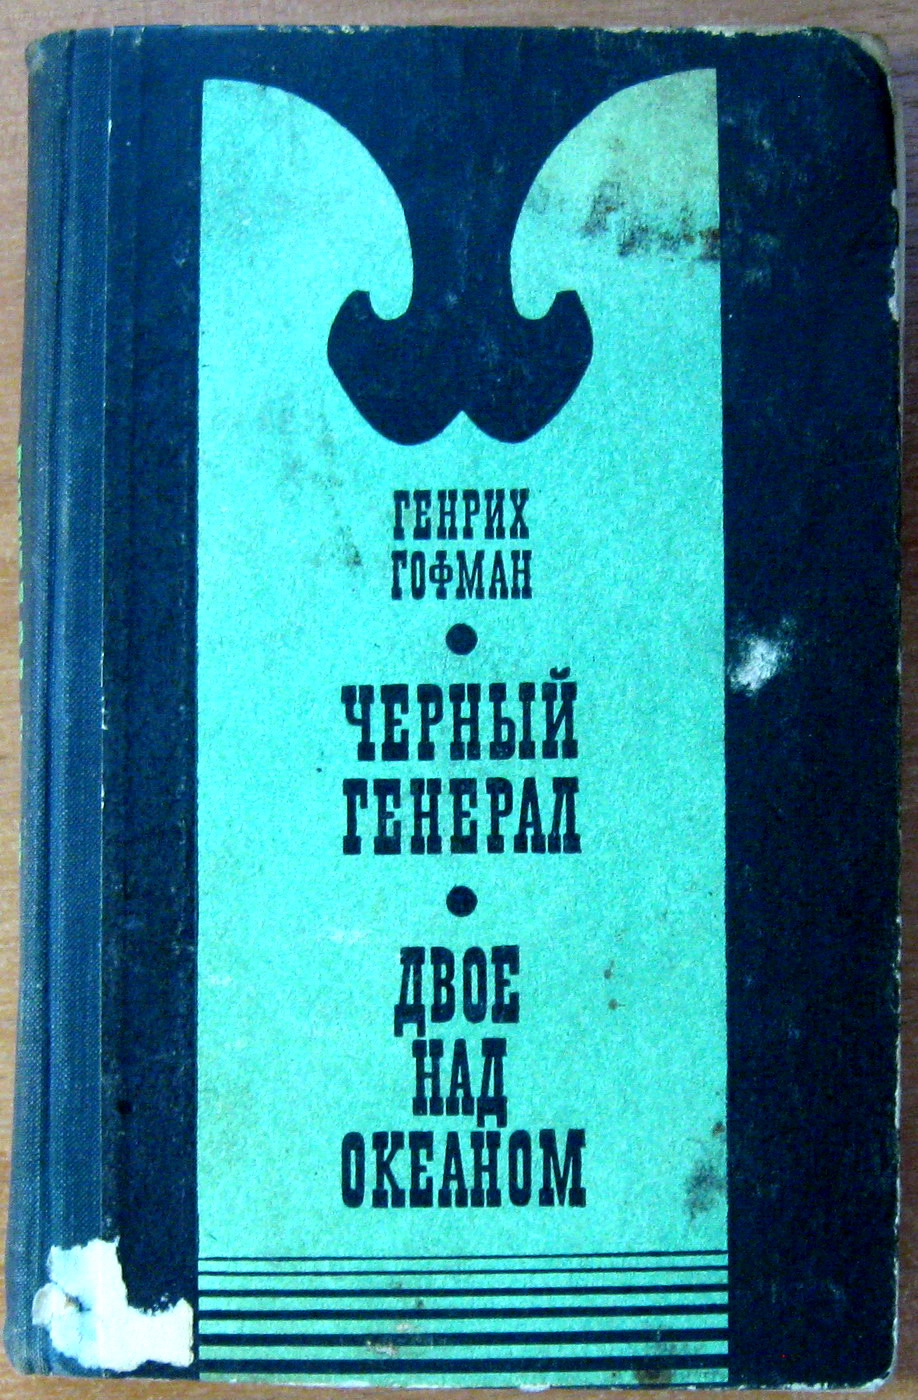 ГЕНРИХ
ГОФМАН
ЧЕРНЫЙ
ГЕНЕРАЛ
ДВОЕ
НАД
ОКЕАНОМ